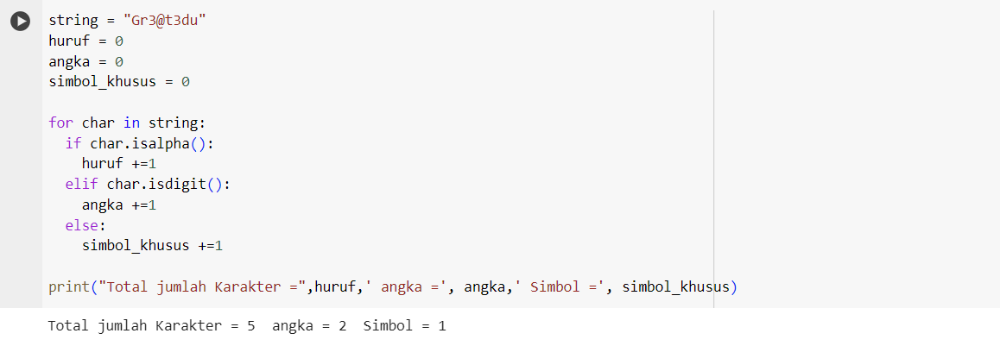 string = "Gr3@t3du"
huruf = 0
angka = 0
simbol_khusus = 0
for char in string:
  if char.isalpha():
    huruf +=1
  elif char.isdigit():
    angka +=1
  else:
    simbol_khusus +=1
print("Total jumlah Karakter =",huruf,' angka =', angka,' Simbol =', simbol_khusus)
Total jumlah Karakter = 5  angka = 2  Simbol = 1